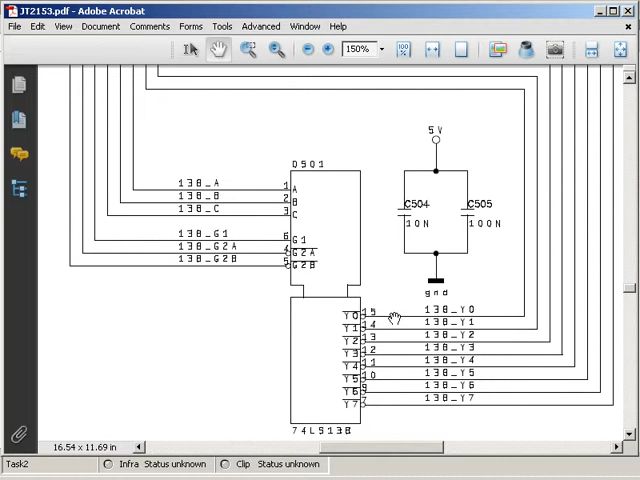 JT2153.pdf - Adobe Acrobat
File Edit View Document Comments Forms Tools Advanced Window Help
150%
5V
D501
138_A 1 A
138_B 2 B
138_C 3 C
138_G1 6 G1
138_G2A 4 G2A
138_G2B 5 G2B
C504 C505
10N 100N
gnd
Y0 15 138_Y0
Y1 14 138_Y1
Y2 13 138_Y2
Y3 12 138_Y3
Y4 11 138_Y4
Y5 10 138_Y5
Y6 9 138_Y6
Y7 7 138_Y7
74LS138
16.54 x 11.69 in
Task2 Infra Status unknown Clip Status unknown